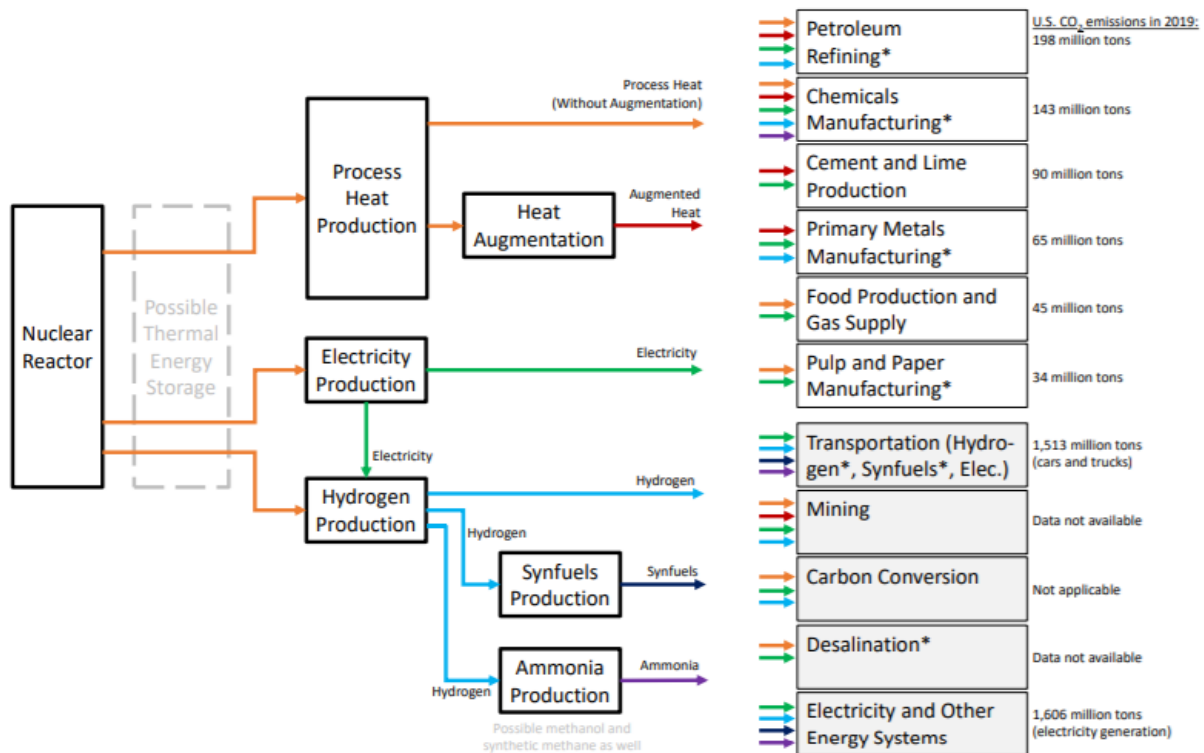 U.S. CO₂ emissions in 2019:
Petroleum
Refining*
198 million tons
Process Heat
(Without Augmentation)
Chemicals
Manufacturing*
143 million tons
Process
Heat
Production
Heat
Augmentation
Augmented
Heat
Cement and Lime
Production
90 million tons
Primary Metals
Manufacturing*
65 million tons
Nuclear
Reactor
Possible
Thermal
Energy
Storage
Food Production and
Gas Supply
45 million tons
Electricity
Production
Electricity
Pulp and Paper
Manufacturing*
34 million tons
Electricity
Transportation (Hydro-
gen*, Synfuels*, Elec.)
1,513 million tons
(cars and trucks)
Hydrogen
Production
Hydrogen
Hydrogen
Mining
Data not available
Synfuels
Production
Synfuels
Carbon Conversion
Not applicable
Desalination*
Data not available
Hydrogen
Ammonia
Production
Ammonia
Possible methanol and
synthetic methane as well
Electricity and Other
Energy Systems
1,606 million tons
(electricity generation)